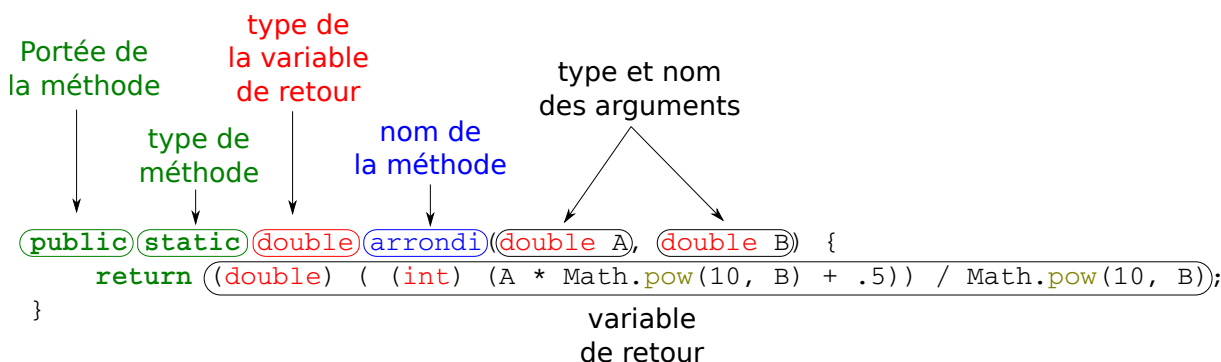 Portée de
la méthode
type de
la variable
de retour
type et nom
des arguments
type de
méthode
nom de
la méthode
public static double arrondi(double A, double B) {
return (double) ( (int) (A * Math.pow(10, B) + .5)) / Math.pow(10, B);
}
variable
de retour